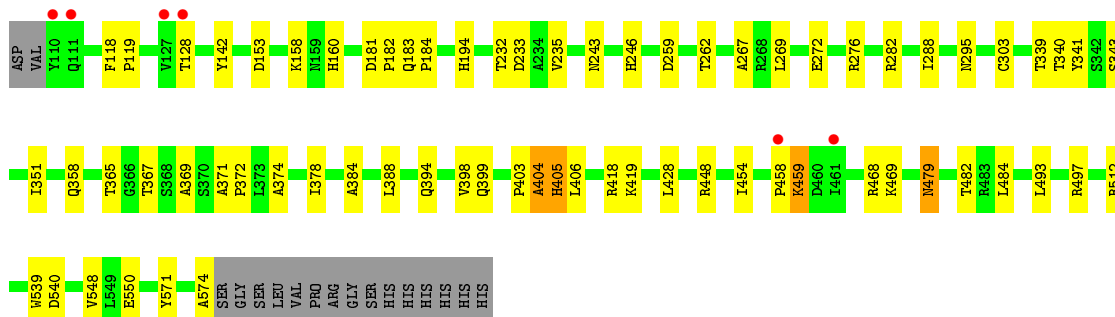 ASP VAL Y110 Q111 F118 P119 V127 T128 Y142 D153 K158 N159 H160 D181 P182 Q183 P184 H194 T232 D233 A234 V235 N243 H246 D259 T262 A267 R268 L269 E272 R276 R282 I288 N295 C303 T339 T340 Y341 S342 S343
I351 Q358 T365 G366 T367 S368 A369 S370 A371 P372 L373 A374 I378 A384 L388 Q394 V398 Q399 P403 A404 H405 L406 R418 K419 L428 R448 I454 P458 K459 D460 I461 R468 K469 N479 T482 R483 L484 L493 R497
W539 D540 V548 L549 E550 Y571 A574 SER GLY SER LEU VAL PRO ARG GLY SER HIS HIS HIS HIS HIS HIS